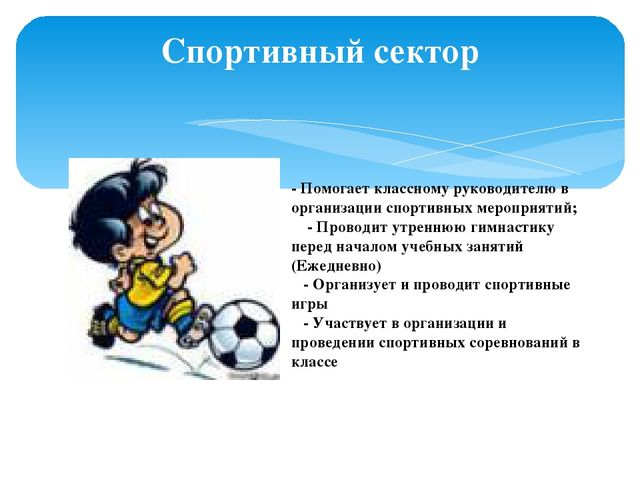 Спортивный сектор
- Помогает классному руководителю в
организации спортивных мероприятий;
- Проводит утреннюю гимнастику
перед началом учебных занятий
(Ежедневно)
- Организует и проводит спортивные
игры
- Участвует в организации и
проведении спортивных соревнований в
классе